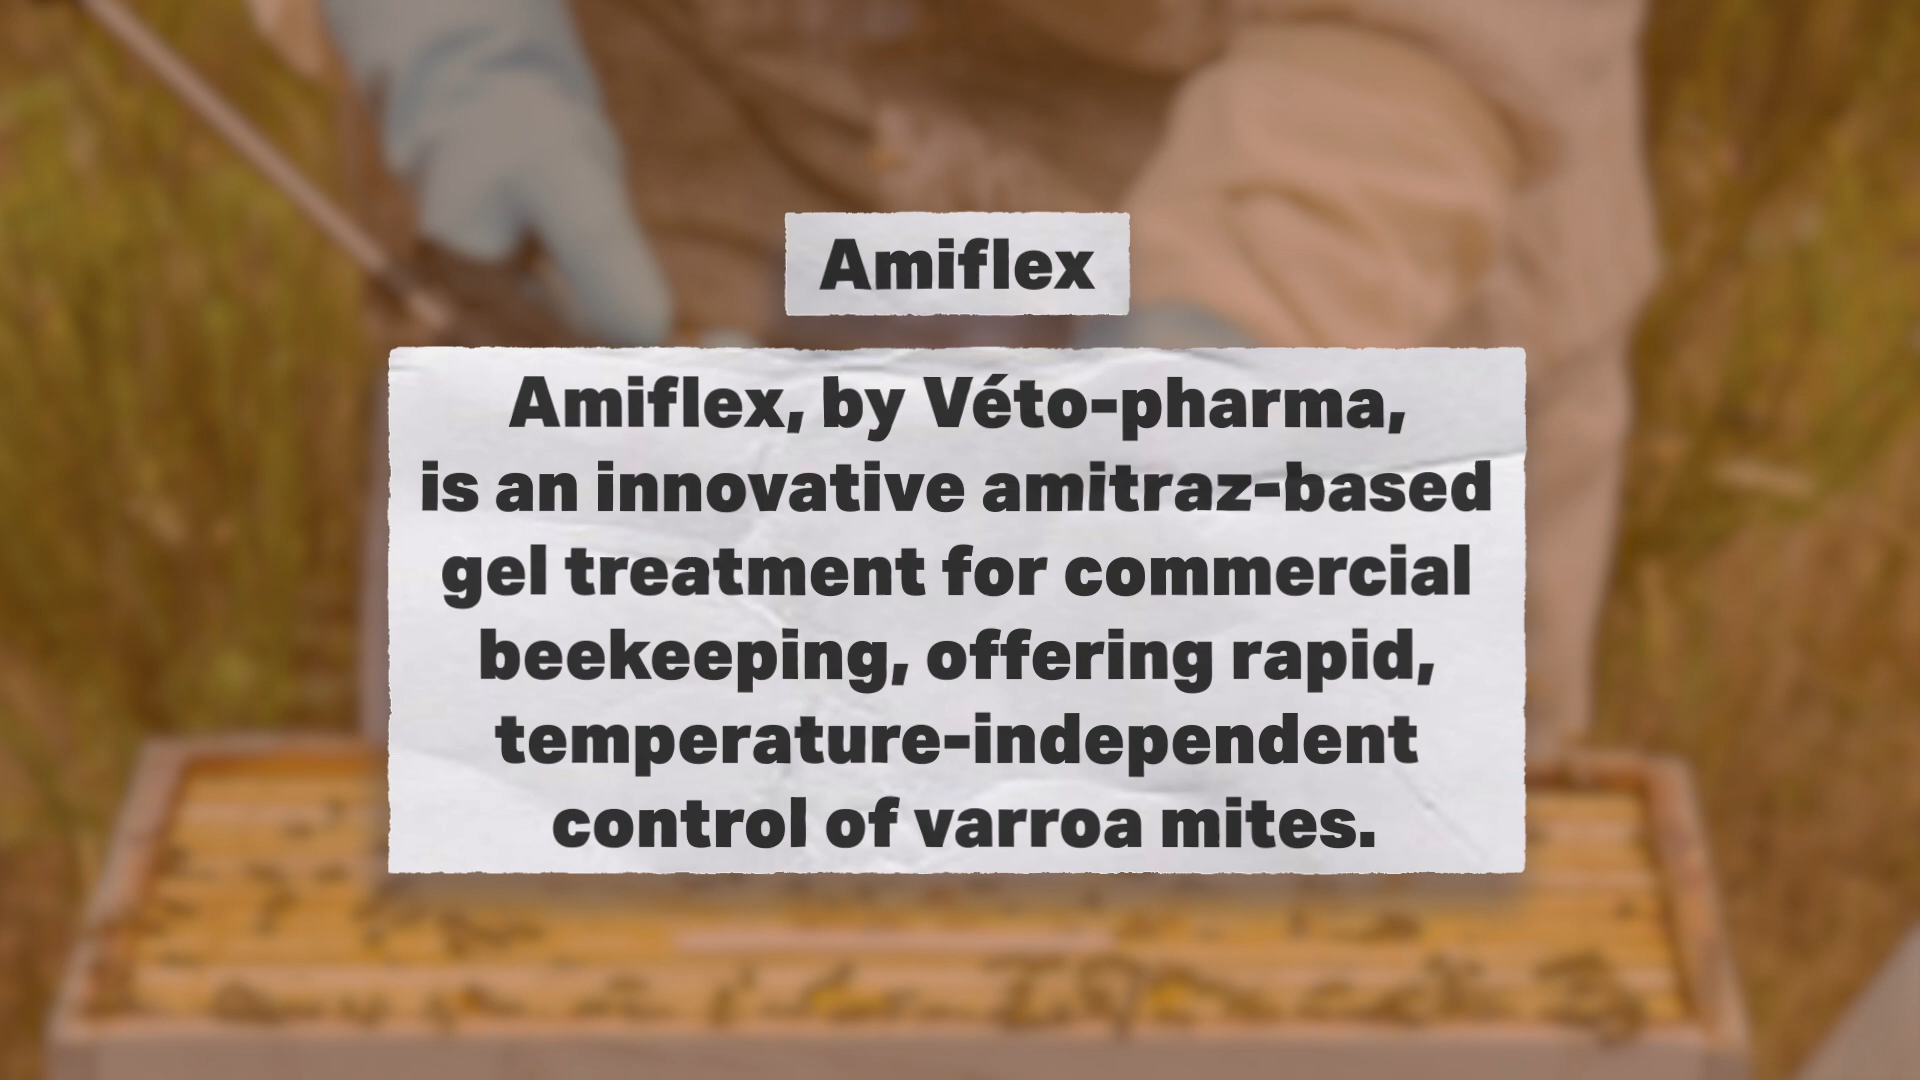 Amiflex
Amiflex, by Véto-pharma,
is an innovative amitraz-based
gel treatment for commercial
beekeeping, offering rapid,
temperature-independent
control of varroa mites.